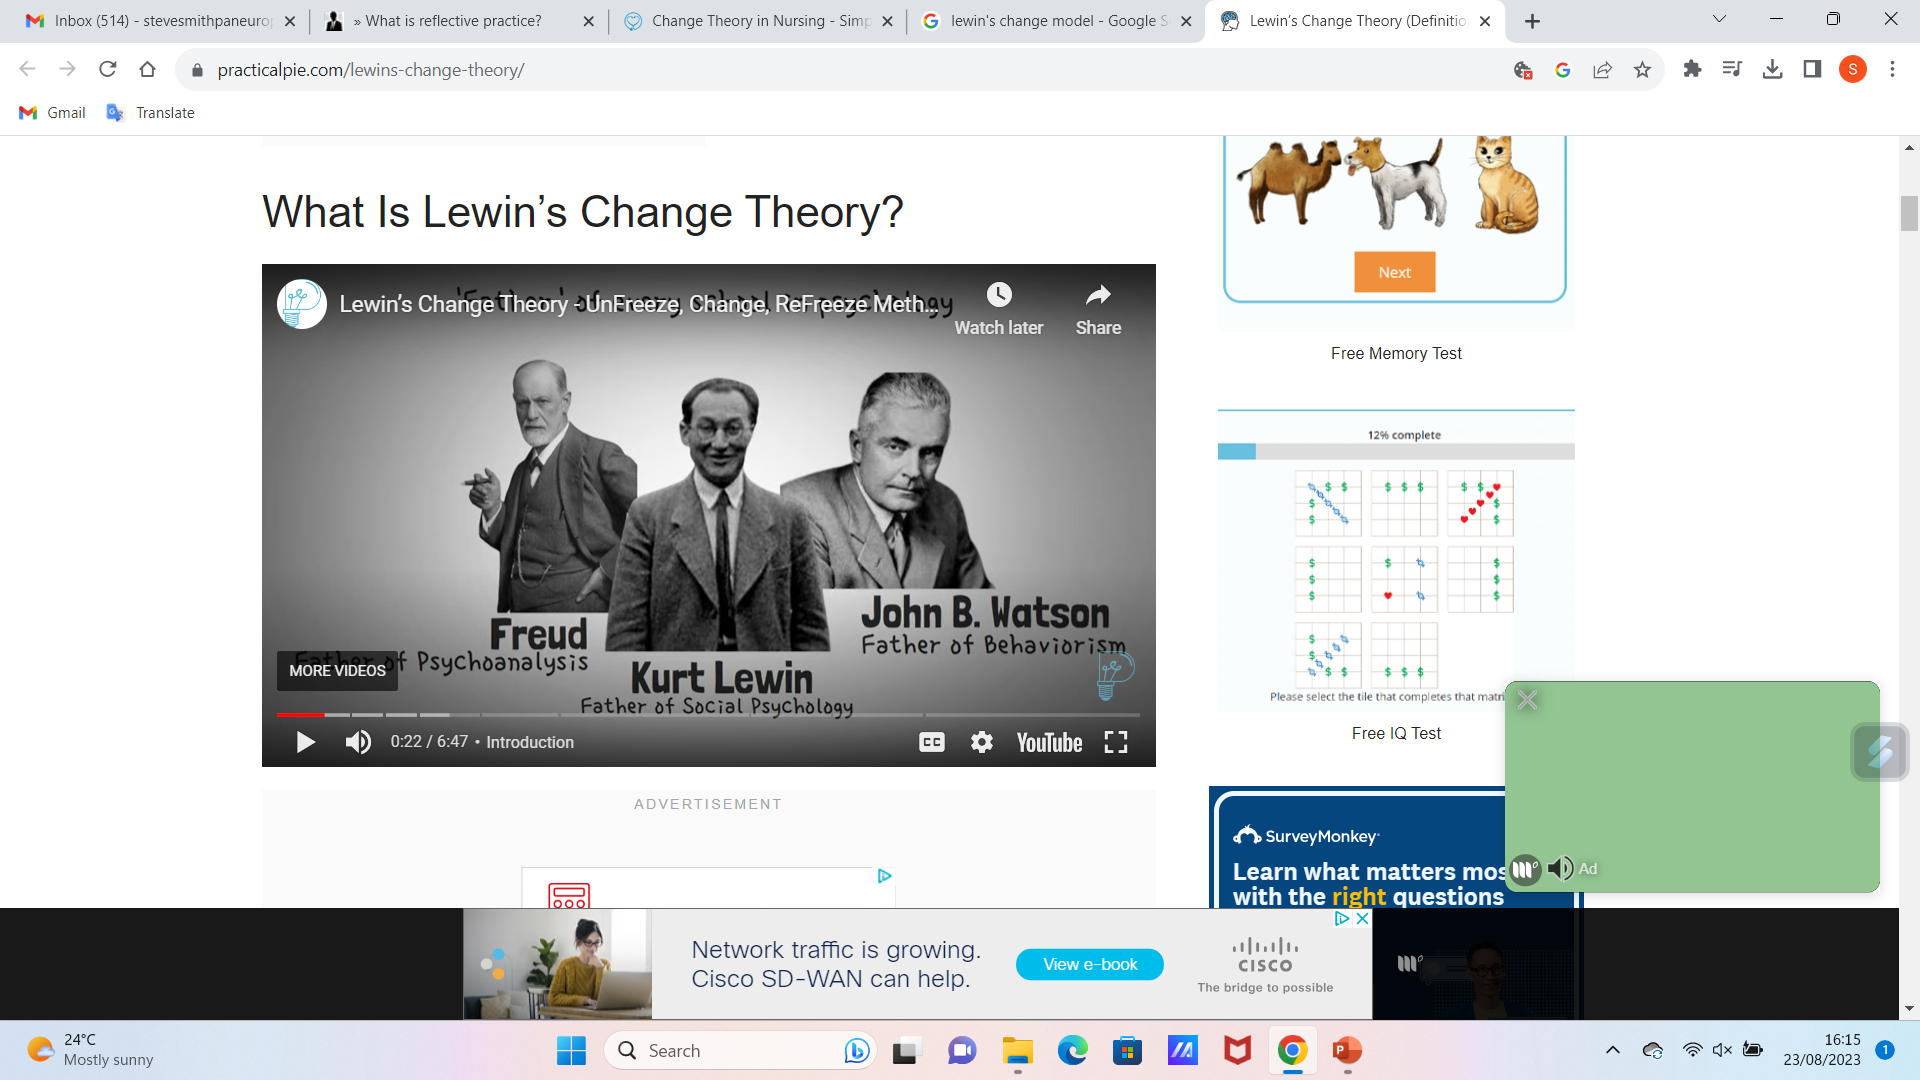 Inbox (514) - stevesmithpaneurop
» What is reflective practice?
Change Theory in Nursing - Simp
lewin's change model - Google S
Lewin's Change Theory (Definitio
practicalpie.com/lewins-change-theory/
S
Gmail
Translate
What Is Lewin's Change Theory?
Lewin's Change Theory - UnFreeze, Change, ReFreeze Meth...
Watch later
Share
Freud
Father of Psychoanalysis
Kurt Lewin
Father of Social Psychology
John B. Watson
Father of Behaviorism
MORE VIDEOS
0:22 / 6:47 • Introduction
CC
YouTube
ADVERTISEMENT
Next
Free Memory Test
12% complete
Please select the tile that completes that matri
Free IQ Test
SurveyMonkey
Learn what matters mos
with the right questions
Ad
Network traffic is growing.
Cisco SD-WAN can help.
View e-book
CISCO
The bridge to possible
24°C
Mostly sunny
Search
16:15
23/08/2023
1